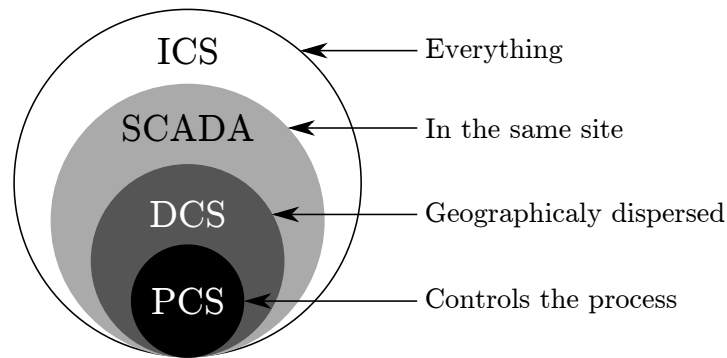 ICS
Everything
SCADA
In the same site
DCS
Geographicaly dispersed
PCS
Controls the process